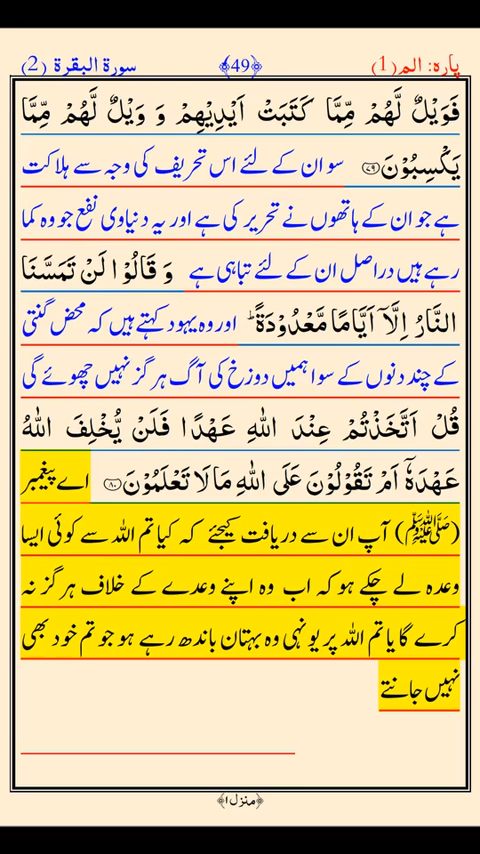 پارہ: الم (1) ﴿49﴾ سورة البقرة (2)
فَوَيْلٌ لَّهُمْ مِّمَّا كَتَبَتْ اَيْدِيْهِمْ وَ وَيْلٌ لَّهُمْ مِّمَّا
يَكْسِبُوْنَ ﴿۷۹﴾ سو ان کے لئے اس تحریف کی وجہ سے ہلاکت
ہے جو ان کے ہاتھوں نے تحریر کی ہے اور یہ دنیاوی نفع جو وہ کما
رہے ہیں دراصل ان کے لئے تباہی ہے وَ قَالُوْا لَنْ تَمَسَّنَا
النَّارُ اِلَّآ اَيَّامًا مَّعْدُوْدَةً ؕ اور وہ یہود کہتے ہیں کہ محض گنتی
کے چند دنوں کے سوا ہمیں دوزخ کی آگ ہرگز نہیں چھوئے گی
قُلْ اَتَّخَذْتُمْ عِنْدَ اللّٰهِ عَهْدًا فَلَنْ يُّخْلِفَ اللّٰهُ
عَهْدَهٗٓ اَمْ تَقُوْلُوْنَ عَلَى اللّٰهِ مَا لَا تَعْلَمُوْنَ ﴿۸۰﴾ اے پیغمبر
(ﷺ) آپ ان سے دریافت کیجئے کہ کیا تم اللہ سے کوئی ایسا
وعدہ لے چکے ہو کہ اب وہ اپنے وعدے کے خلاف ہرگز نہ
کرے گا یا تم اللہ پر یونہی وہ بہتان باندھ رہے ہو جو تم خود بھی
نہیں جانتے
﴿منزل ۱﴾